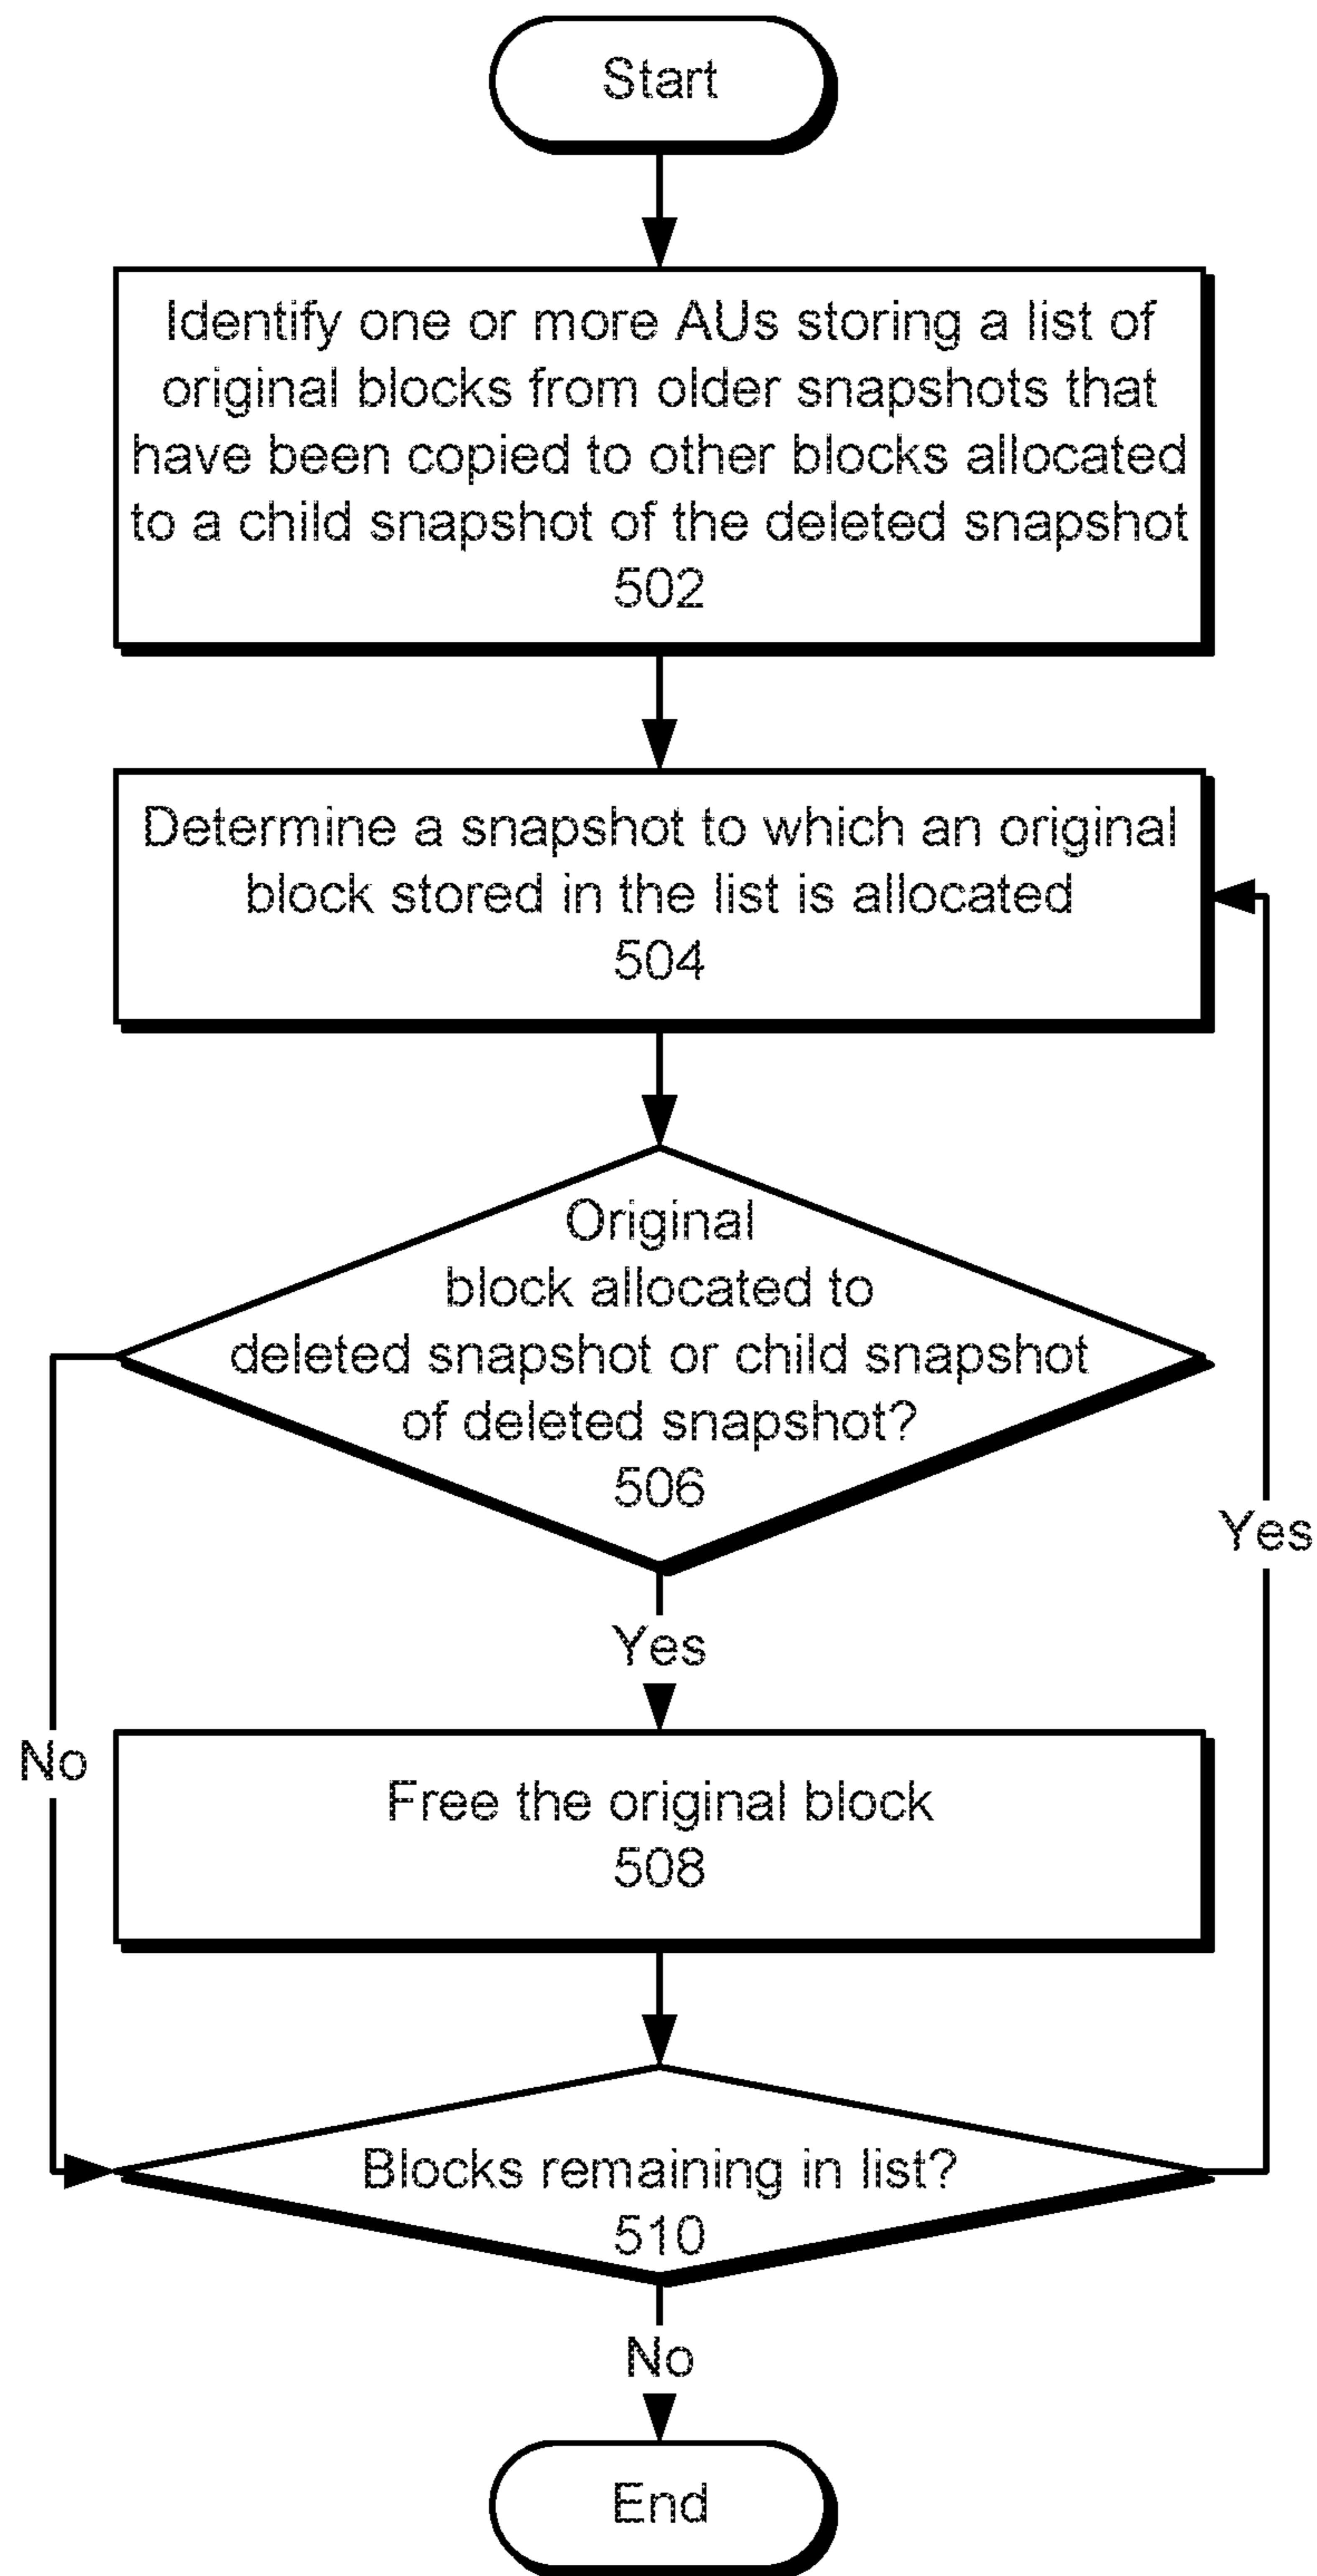 Start
Identify one or more AUs storing a list of
original blocks from older snapshots that
have been copied to other blocks allocated
to a child snapshot of the deleted snapshot
502
Determine a snapshot to which an original
block stored in the list is allocated
504
Original
block allocated to
deleted snapshot or child snapshot
of deleted snapshot?
506
Yes
Yes
No
Free the original block
508
Blocks remaining in list?
510
No
End